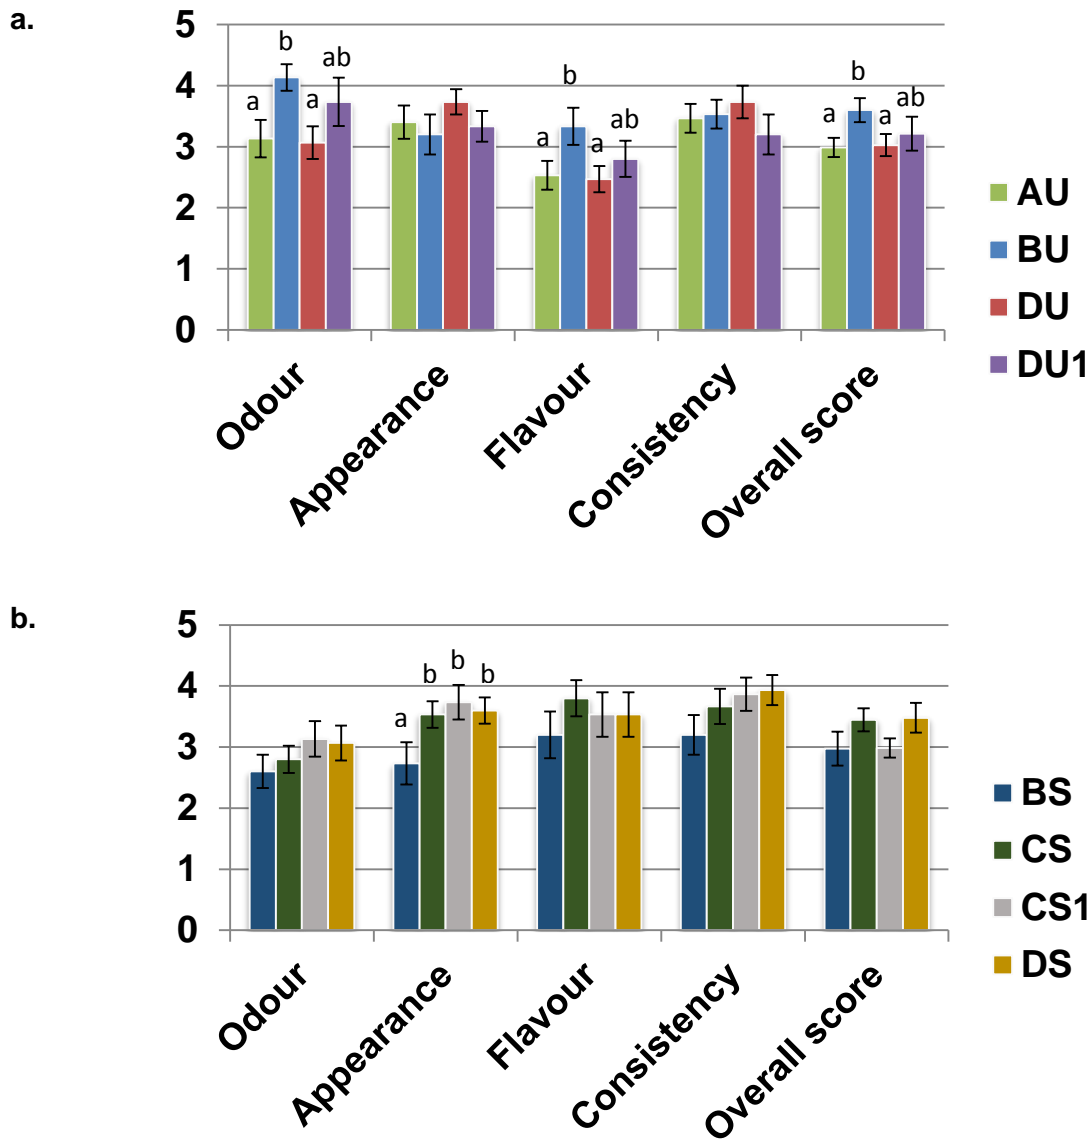 a.
5
4
3
2
1
0
a
b
a
ab
a
b
a
ab
a
b
a
ab
Odour
Appearance
Flavour
Consistency
Overall score
AU
BU
DU
DU1
b.
5
4
3
2
1
0
a
b
b
b
Odour
Appearance
Flavour
Consistency
Overall score
BS
CS
CS1
DS